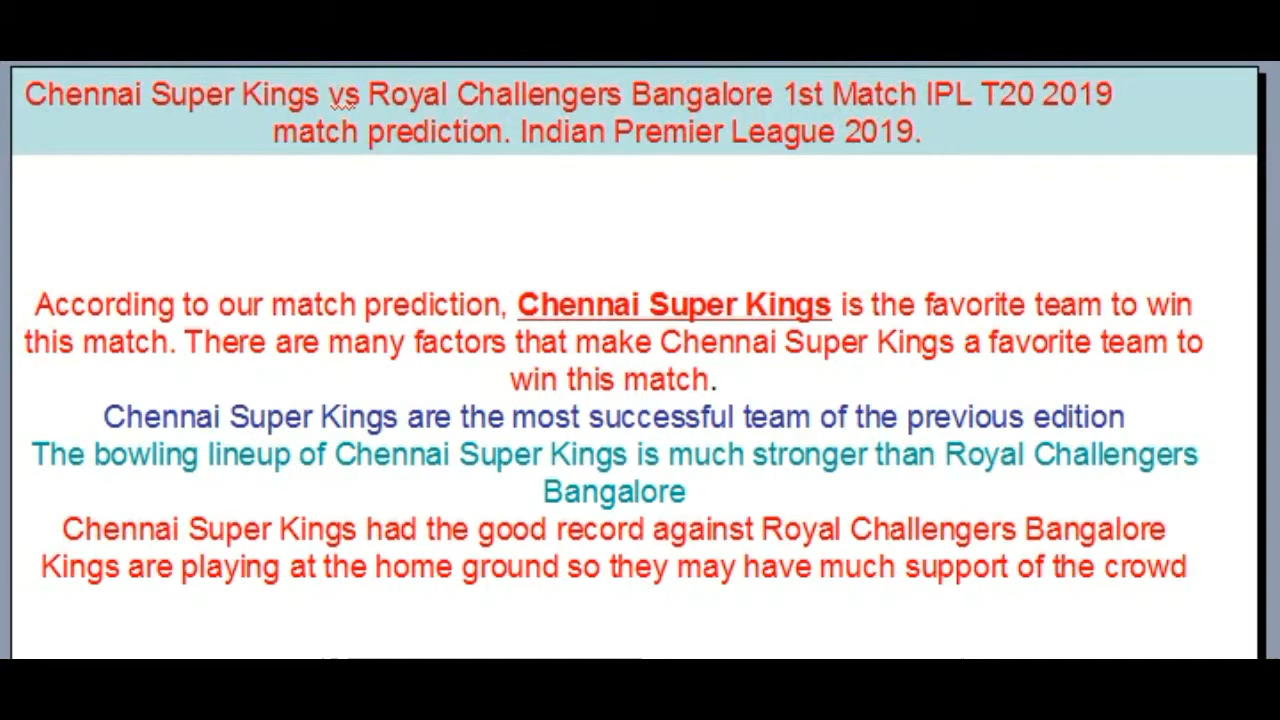 Chennai Super Kings vs Royal Challengers Bangalore 1st Match IPL T20 2019
match prediction. Indian Premier League 2019.
According to our match prediction, Chennai Super Kings is the favorite team to win
this match. There are many factors that make Chennai Super Kings a favorite team to
win this match.
Chennai Super Kings are the most successful team of the previous edition
The bowling lineup of Chennai Super Kings is much stronger than Royal Challengers
Bangalore
Chennai Super Kings had the good record against Royal Challengers Bangalore
Kings are playing at the home ground so they may have much support of the crowd